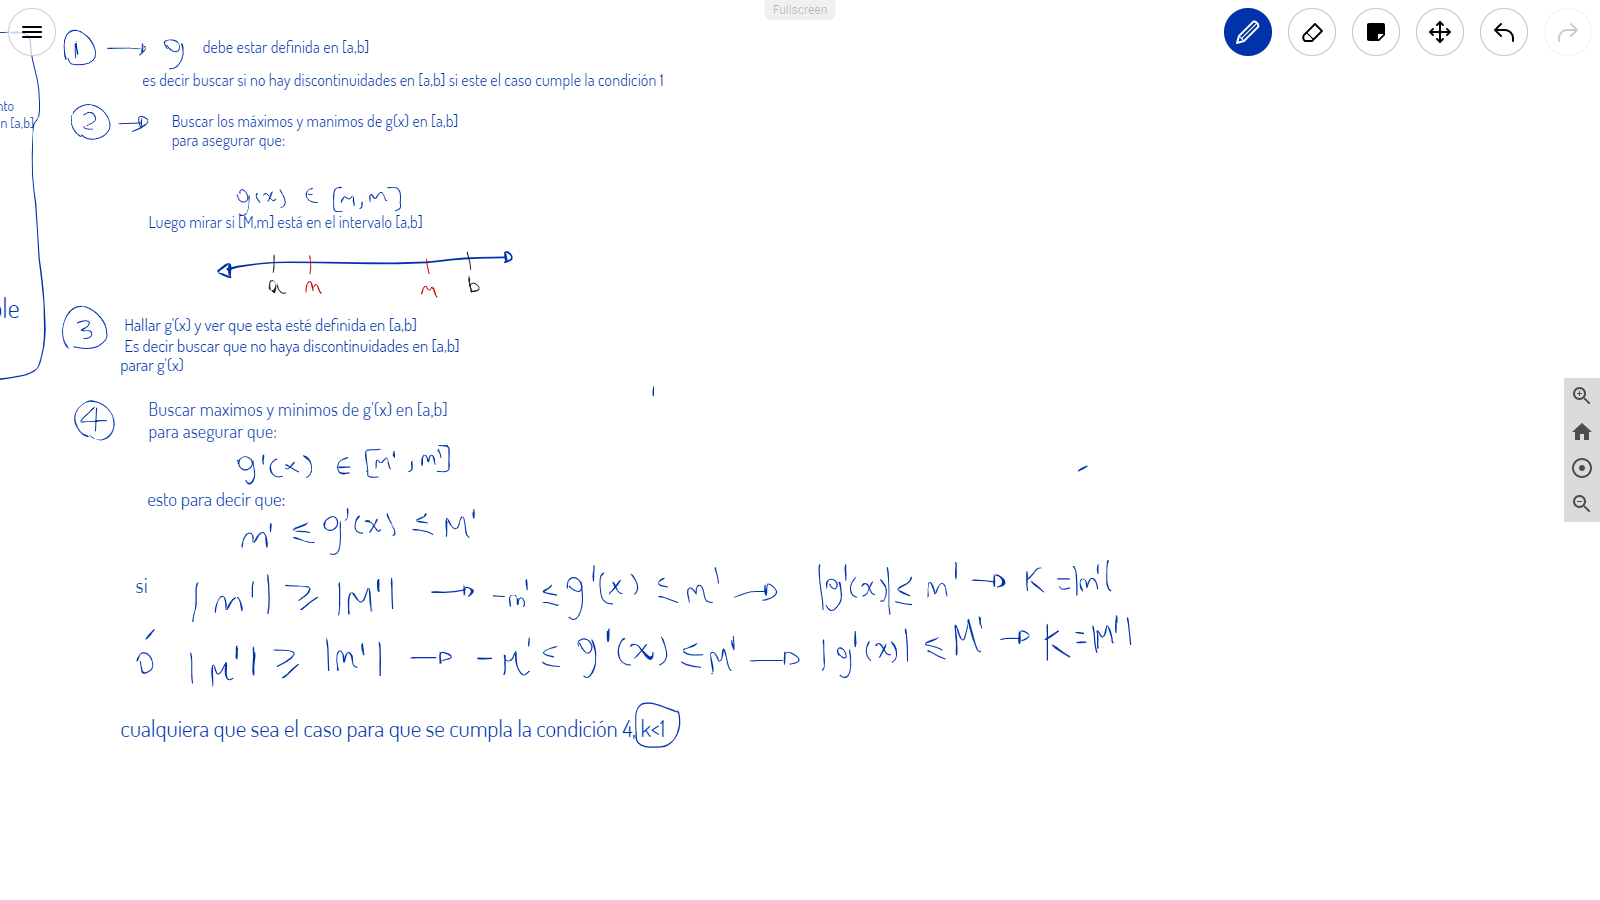 Fullscreen
1 → g debe estar definida en [a,b]
es decir buscar si no hay discontinuidades en [a,b] si este el caso cumple la condición 1
nto
n [a,b]
2 → Buscar los máximos y manimos de g(x) en [a,b]
para asegurar que:
g(x) ∈ [M,m]
Luego mirar si [M,m] está en el intervalo [a,b]
a m M b
ole
3 Hallar g'(x) y ver que esta esté definida en [a,b]
Es decir buscar que no haya discontinuidades en [a,b]
parar g'(x)
4 Buscar maximos y minimos de g'(x) en [a,b]
para asegurar que:
g'(x) ∈ [M', m']
esto para decir que:
m' ≤ g'(x) ≤ M'
si |m'| ≥ |M'| → -m' ≤ g'(x) ≤ m' → |g'(x)| ≤ m' → K = |m'|
ó |M'| ≥ |m'| → -M' ≤ g'(x) ≤ M' → |g'(x)| ≤ M' → K = |M'|
cualquiera que sea el caso para que se cumpla la condición 4, k<1